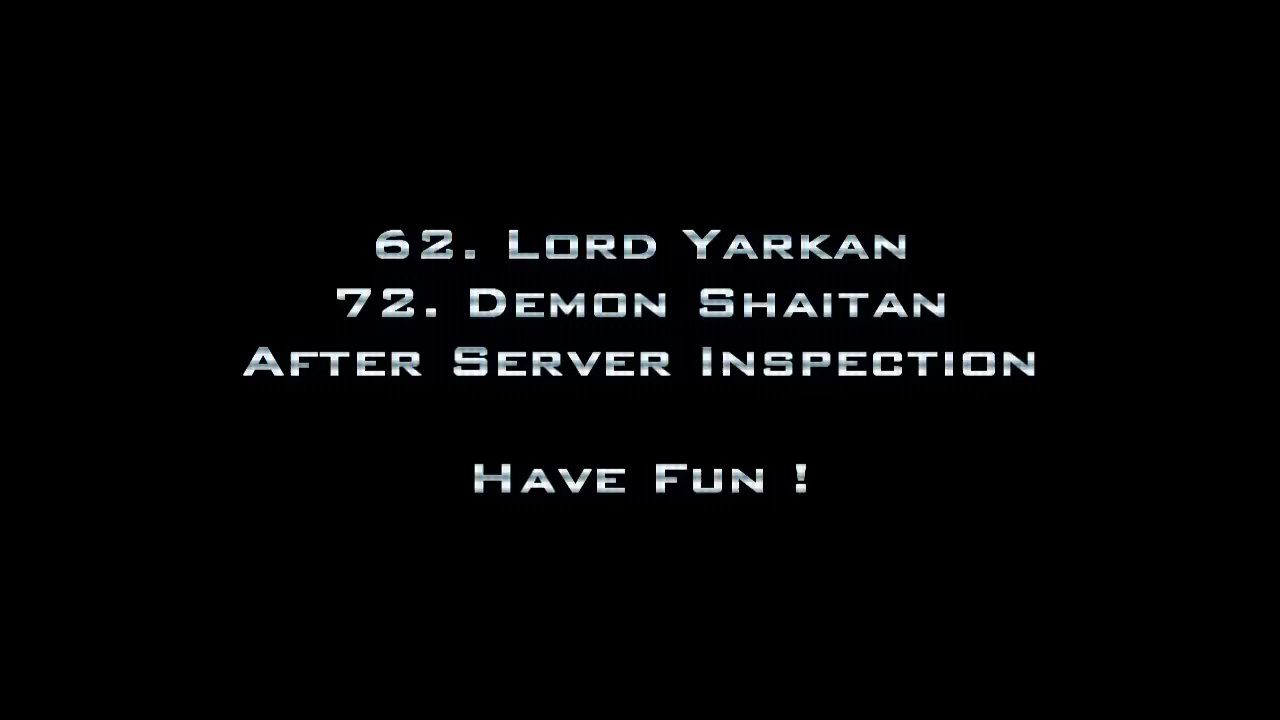 62. Lord Yarkan
72. Demon Shaitan
After Server Inspection
Have Fun !